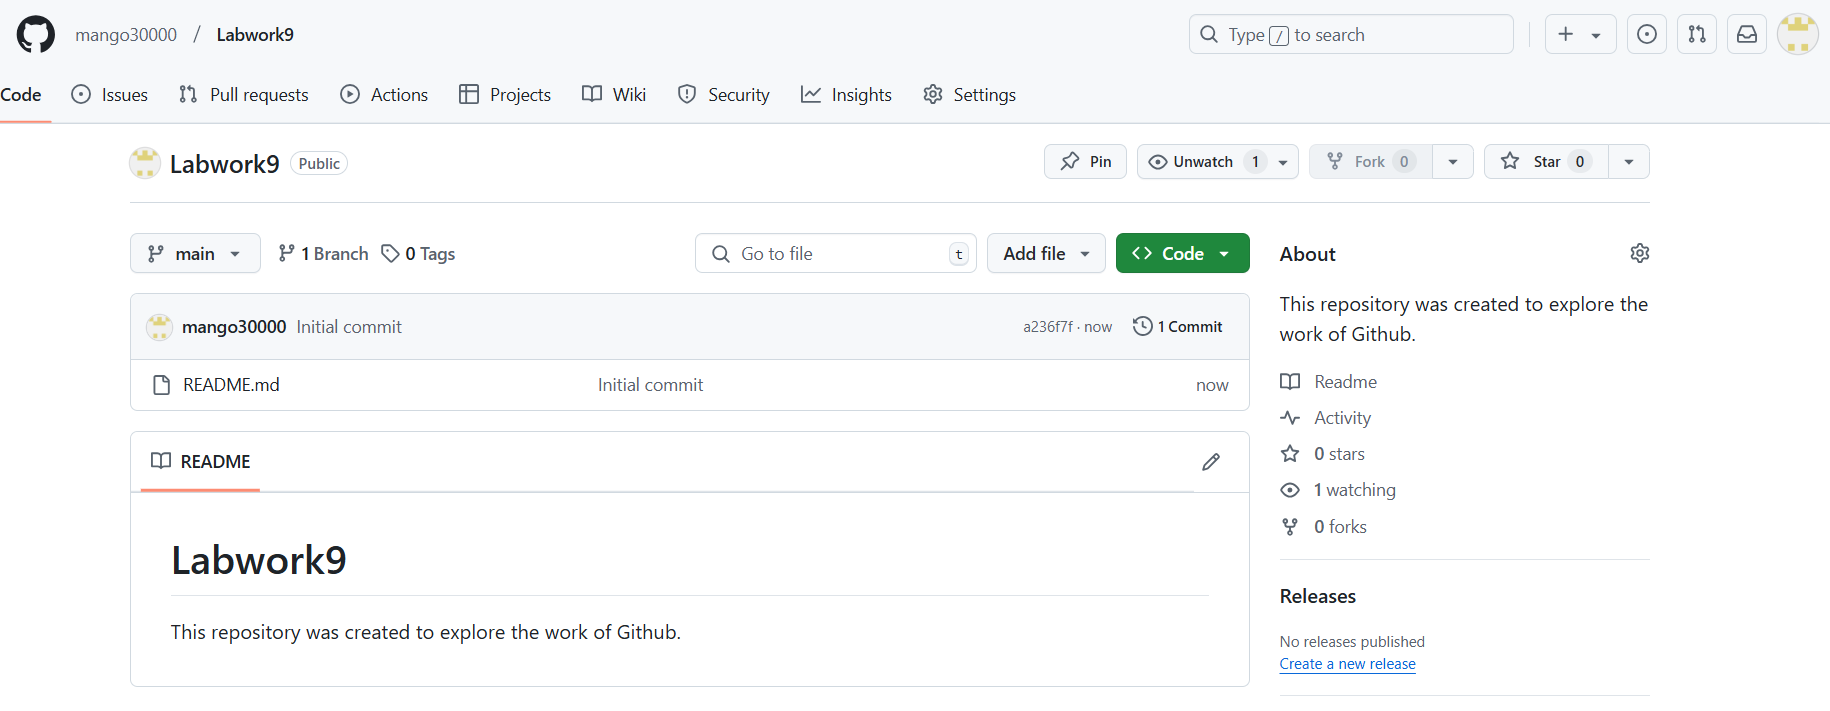 mango30000 / Labwork9
Type / to search
Code Issues Pull requests Actions Projects Wiki Security Insights Settings
Labwork9 Public
Pin Unwatch 1 Fork 0 Star 0
main 1 Branch 0 Tags
Go to file t Add file Code
mango30000 Initial commit a236f7f · now 1 Commit
README.md Initial commit now
README
Labwork9
This repository was created to explore the work of Github.
About
This repository was created to explore the
work of Github.
Readme
Activity
0 stars
1 watching
0 forks
Releases
No releases published
Create a new release